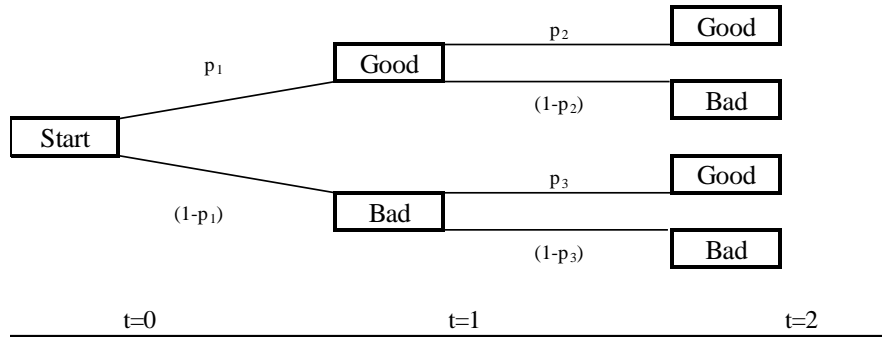 Good
p₂
p₁
Good
(1-p₂)
Bad
Start
Good
p₃
(1-p₁)
Bad
(1-p₃)
Bad
t=0 t=1 t=2